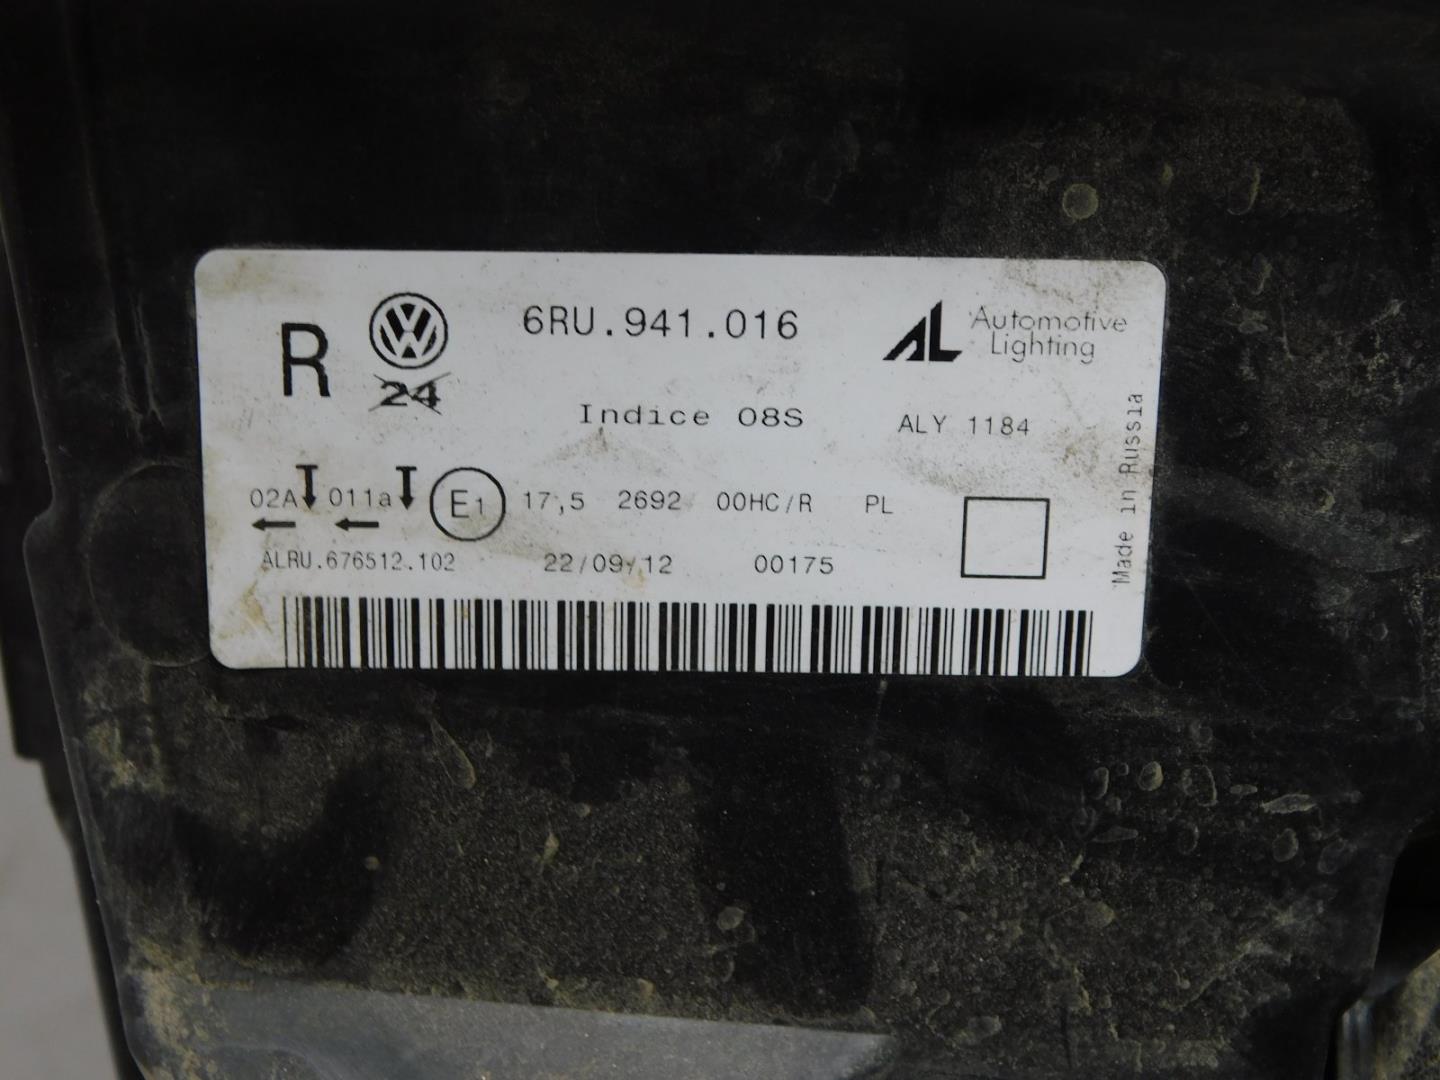 R
24
6RU.941.016
AL Automotive Lighting
Indice 08S
ALY 1184
02A 011a E1 17,5 2692 00HC/R PL
ALRU.676512.102 22/09/12 00175
Made in Russia